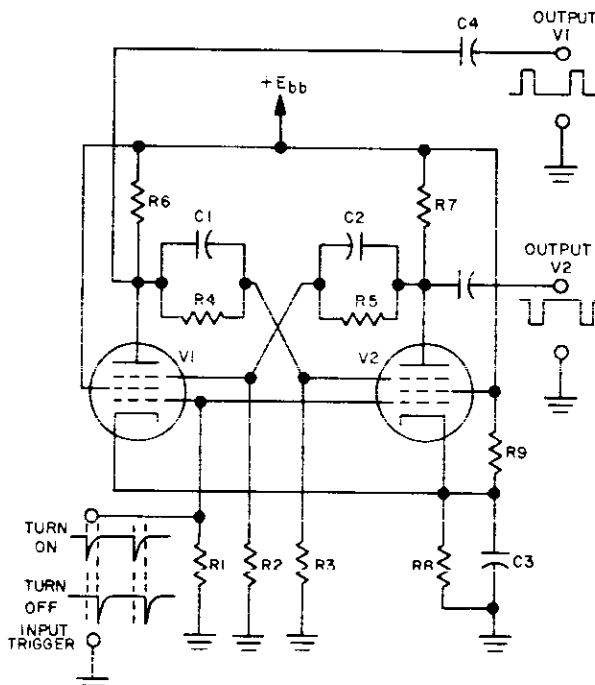 C4
OUTPUT
V1
+Ebb
R6
C1
C2
R7
R4
R5
OUTPUT
V2
V1
V2
R9
TURN
ON
R1
R2
R3
R8
C3
TURN
OFF
INPUT
TRIGGER